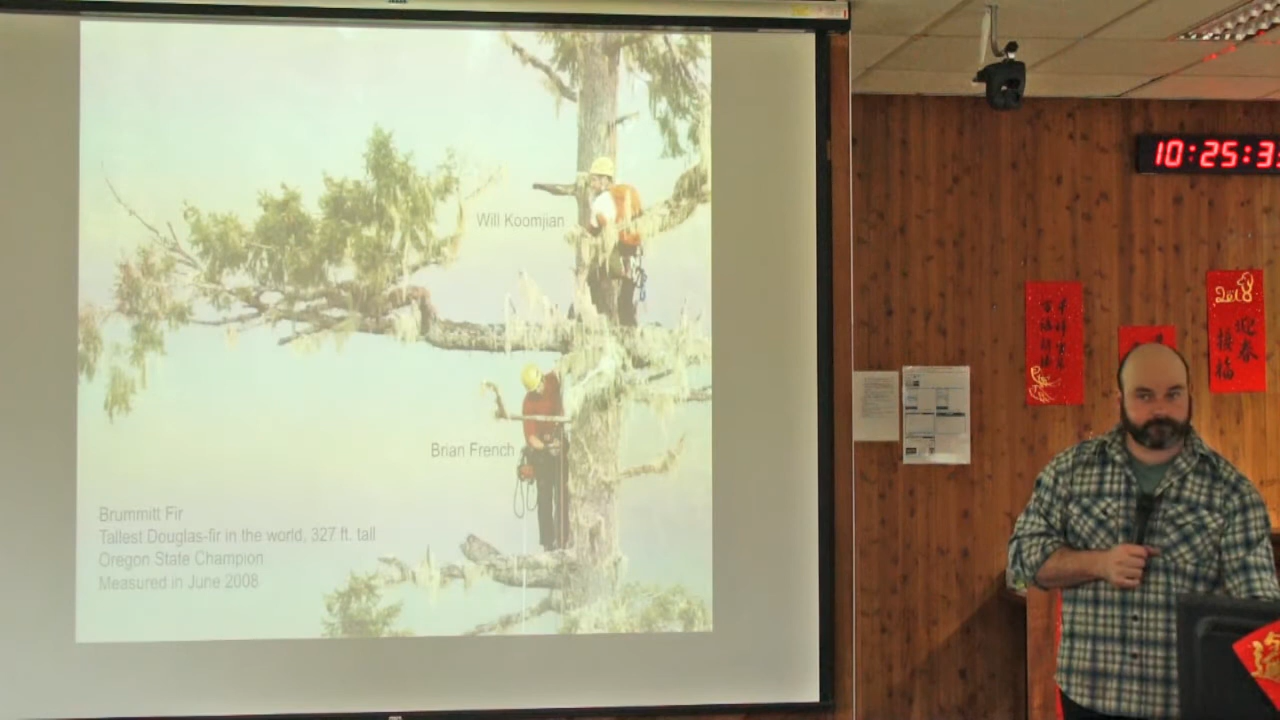 Will Koomjian
Brian French
Brummitt Fir
Tallest Douglas-fir in the world, 327 ft. tall
Oregon State Champion
Measured in June 2008
10:25:3
2018
迎春
接福